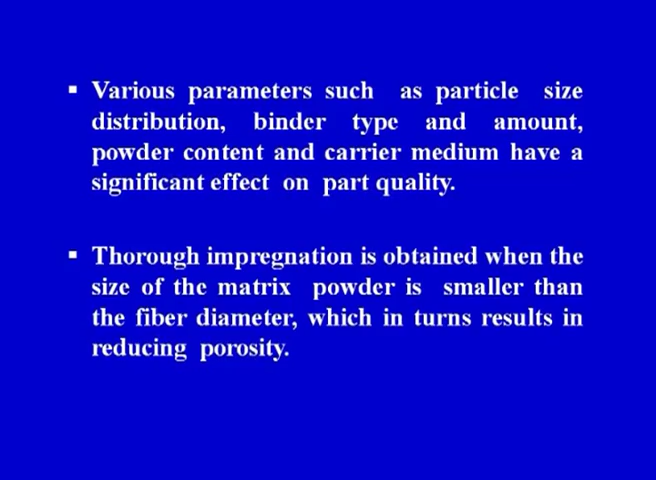 ▪ Various parameters such as particle size
distribution, binder type and amount,
powder content and carrier medium have a
significant effect on part quality.
▪ Thorough impregnation is obtained when the
size of the matrix powder is smaller than
the fiber diameter, which in turns results in
reducing porosity.